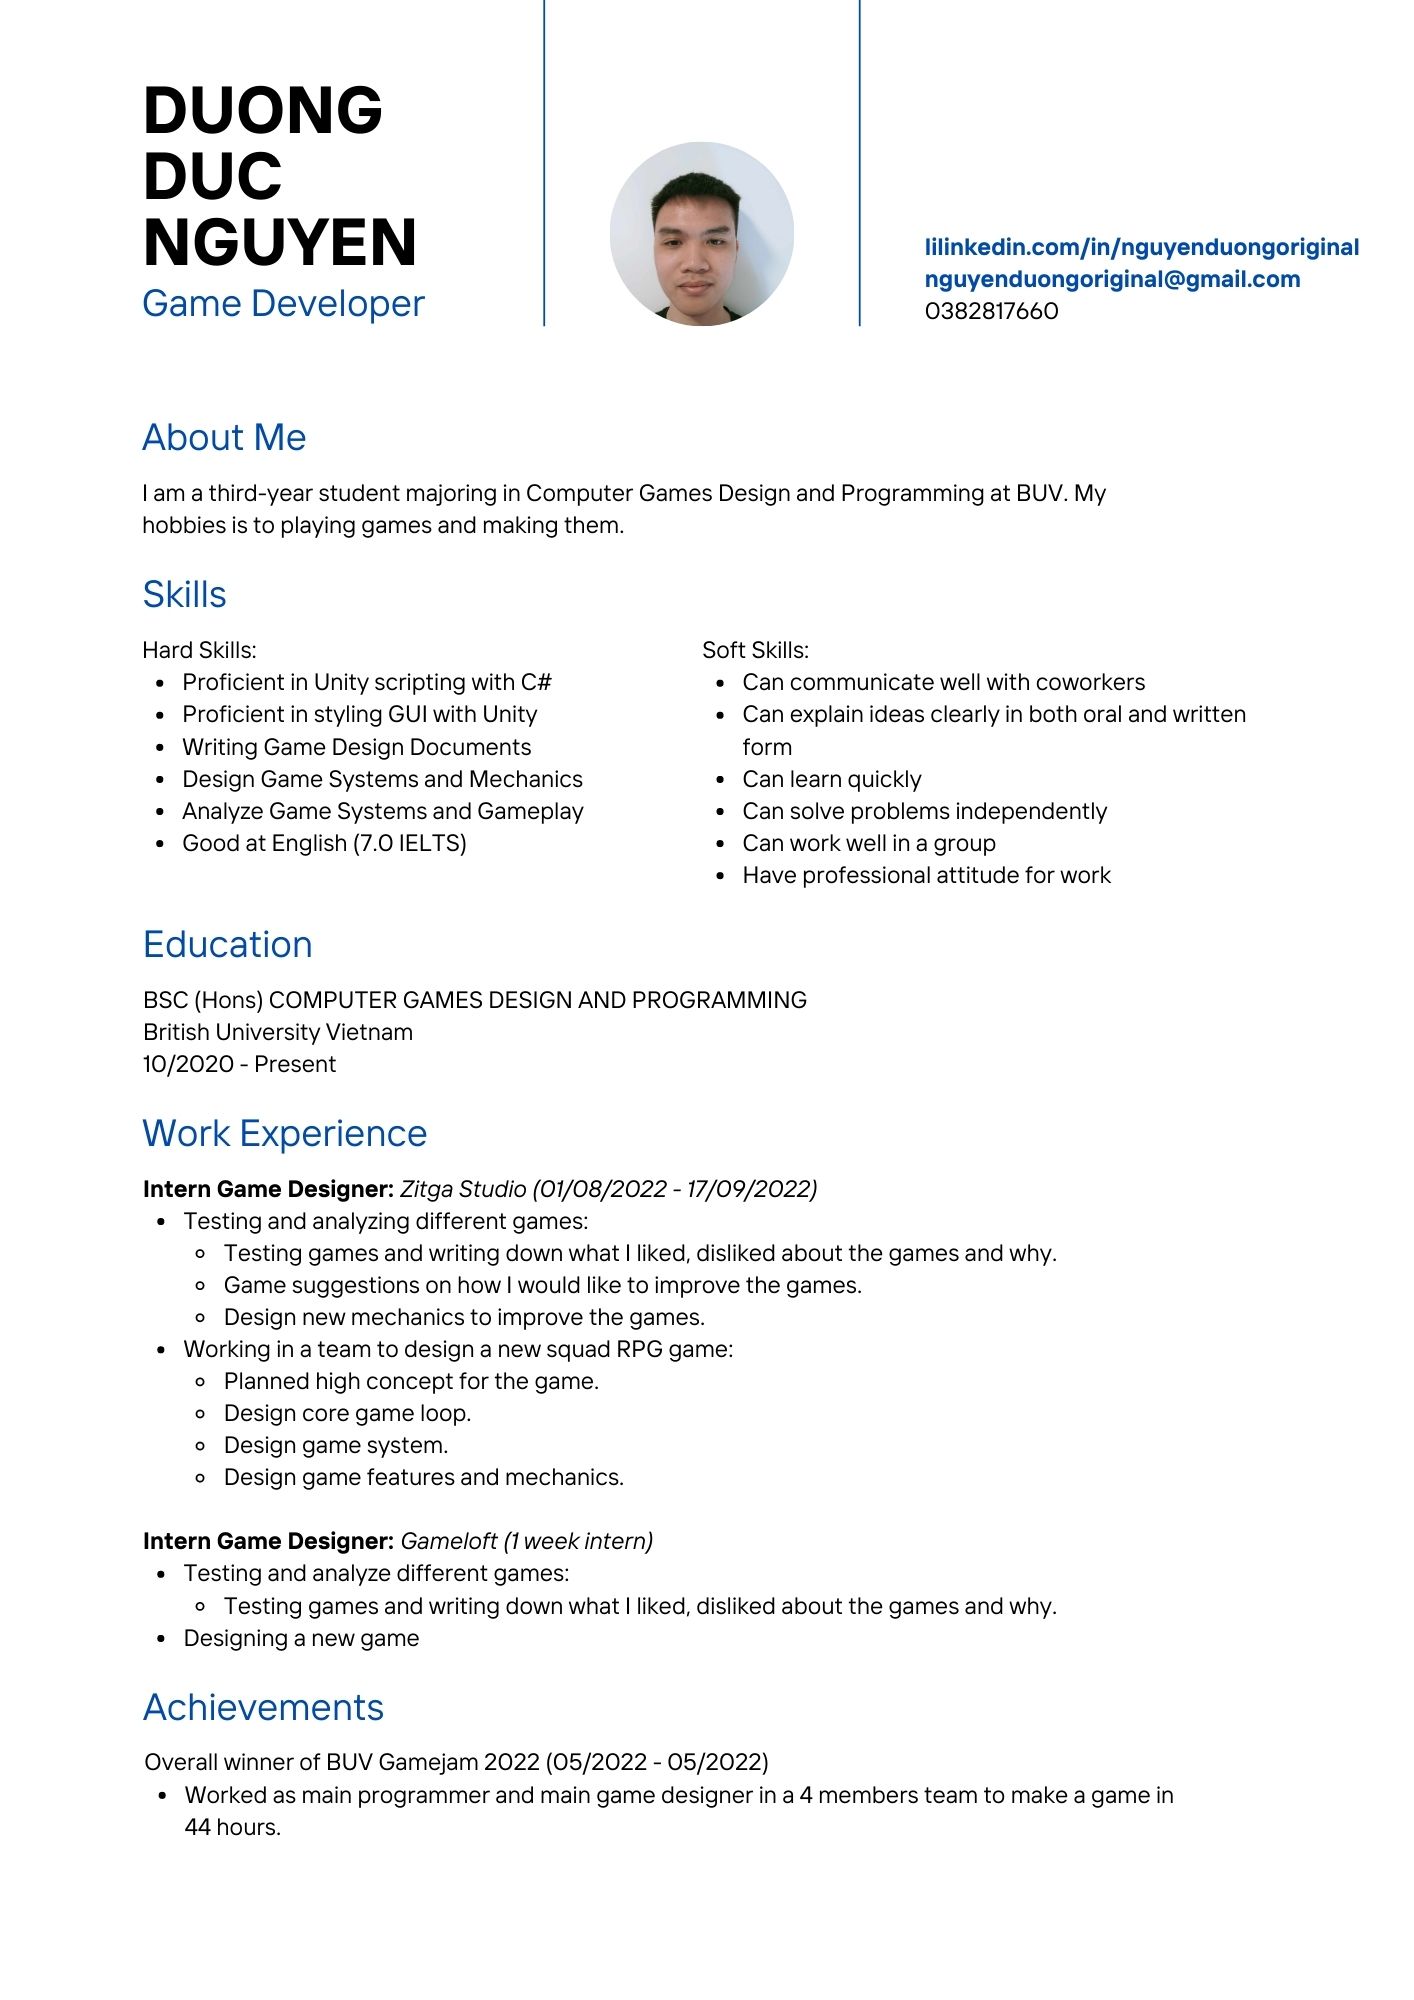 DUONG
DUC
NGUYEN
Game Developer
lilinkedin.com/in/nguyenduongoriginal
nguyenduongoriginal@gmail.com
0382817660
About Me
I am a third-year student majoring in Computer Games Design and Programming at BUV. My
hobbies is to playing games and making them.
Skills
Hard Skills:
• Proficient in Unity scripting with C#
• Proficient in styling GUI with Unity
• Writing Game Design Documents
• Design Game Systems and Mechanics
• Analyze Game Systems and Gameplay
• Good at English (7.0 IELTS)
Soft Skills:
• Can communicate well with coworkers
• Can explain ideas clearly in both oral and written
form
• Can learn quickly
• Can solve problems independently
• Can work well in a group
• Have professional attitude for work
Education
BSC (Hons) COMPUTER GAMES DESIGN AND PROGRAMMING
British University Vietnam
10/2020 - Present
Work Experience
Intern Game Designer: Zitga Studio (01/08/2022 - 17/09/2022)
• Testing and analyzing different games:
◦ Testing games and writing down what I liked, disliked about the games and why.
◦ Game suggestions on how I would like to improve the games.
◦ Design new mechanics to improve the games.
• Working in a team to design a new squad RPG game:
◦ Planned high concept for the game.
◦ Design core game loop.
◦ Design game system.
◦ Design game features and mechanics.
Intern Game Designer: Gameloft (1 week intern)
• Testing and analyze different games:
◦ Testing games and writing down what I liked, disliked about the games and why.
• Designing a new game
Achievements
Overall winner of BUV Gamejam 2022 (05/2022 - 05/2022)
• Worked as main programmer and main game designer in a 4 members team to make a game in
44 hours.